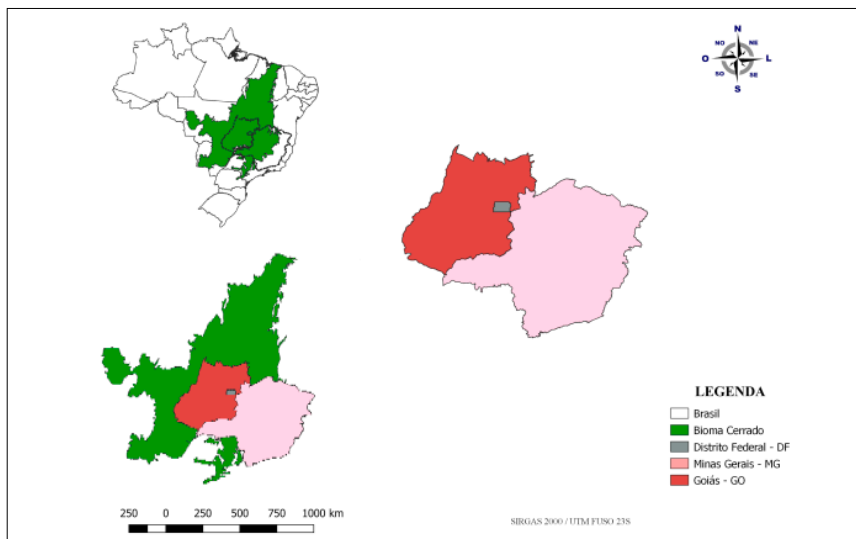 N
NO NE
O L
SO SE
S
LEGENDA
Brasil
Bioma Cerrado
Distrito Federal - DF
Minas Gerais - MG
Goiás - GO
250 0 250 500 750 1000 km
SIRGAS 2000 / UTM FUSO 23S